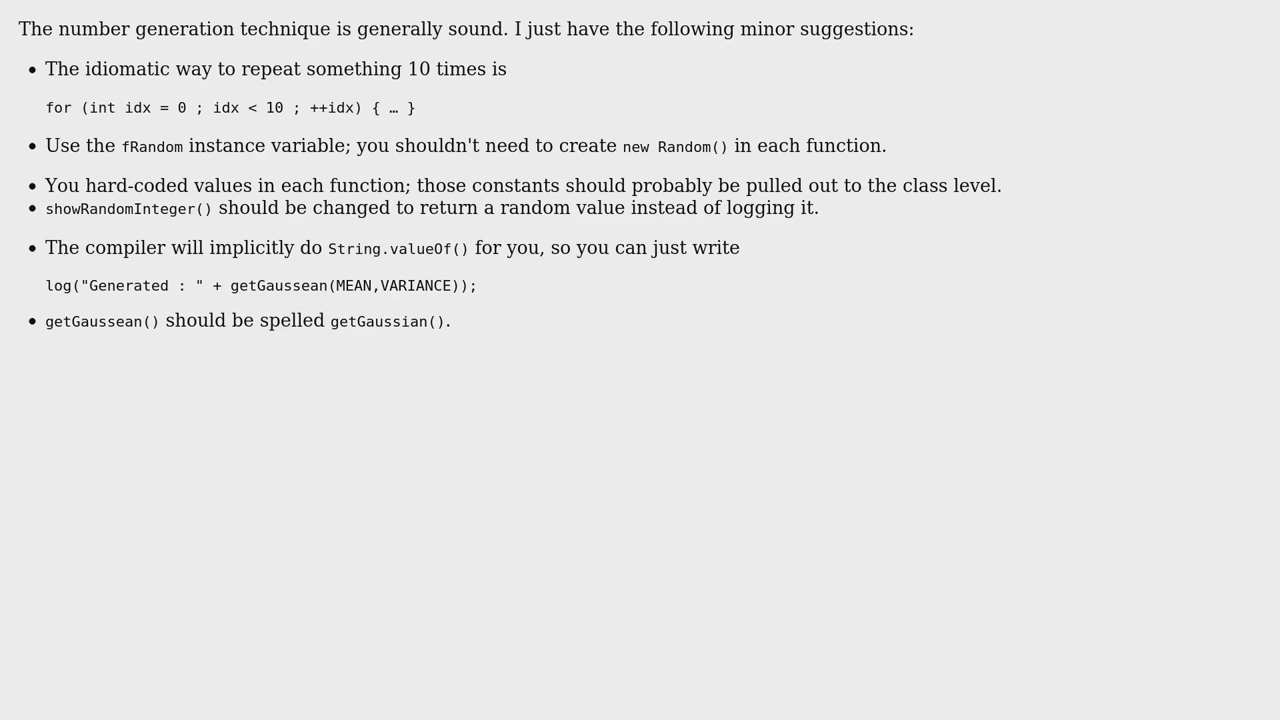 The number generation technique is generally sound. I just have the following minor suggestions:
• The idiomatic way to repeat something 10 times is
for (int idx = 0 ; idx < 10 ; ++idx) { … }
• Use the fRandom instance variable; you shouldn't need to create new Random() in each function.
• You hard-coded values in each function; those constants should probably be pulled out to the class level.
• showRandomInteger() should be changed to return a random value instead of logging it.
• The compiler will implicitly do String.valueOf() for you, so you can just write
log("Generated : " + getGaussean(MEAN,VARIANCE));
• getGaussean() should be spelled getGaussian().